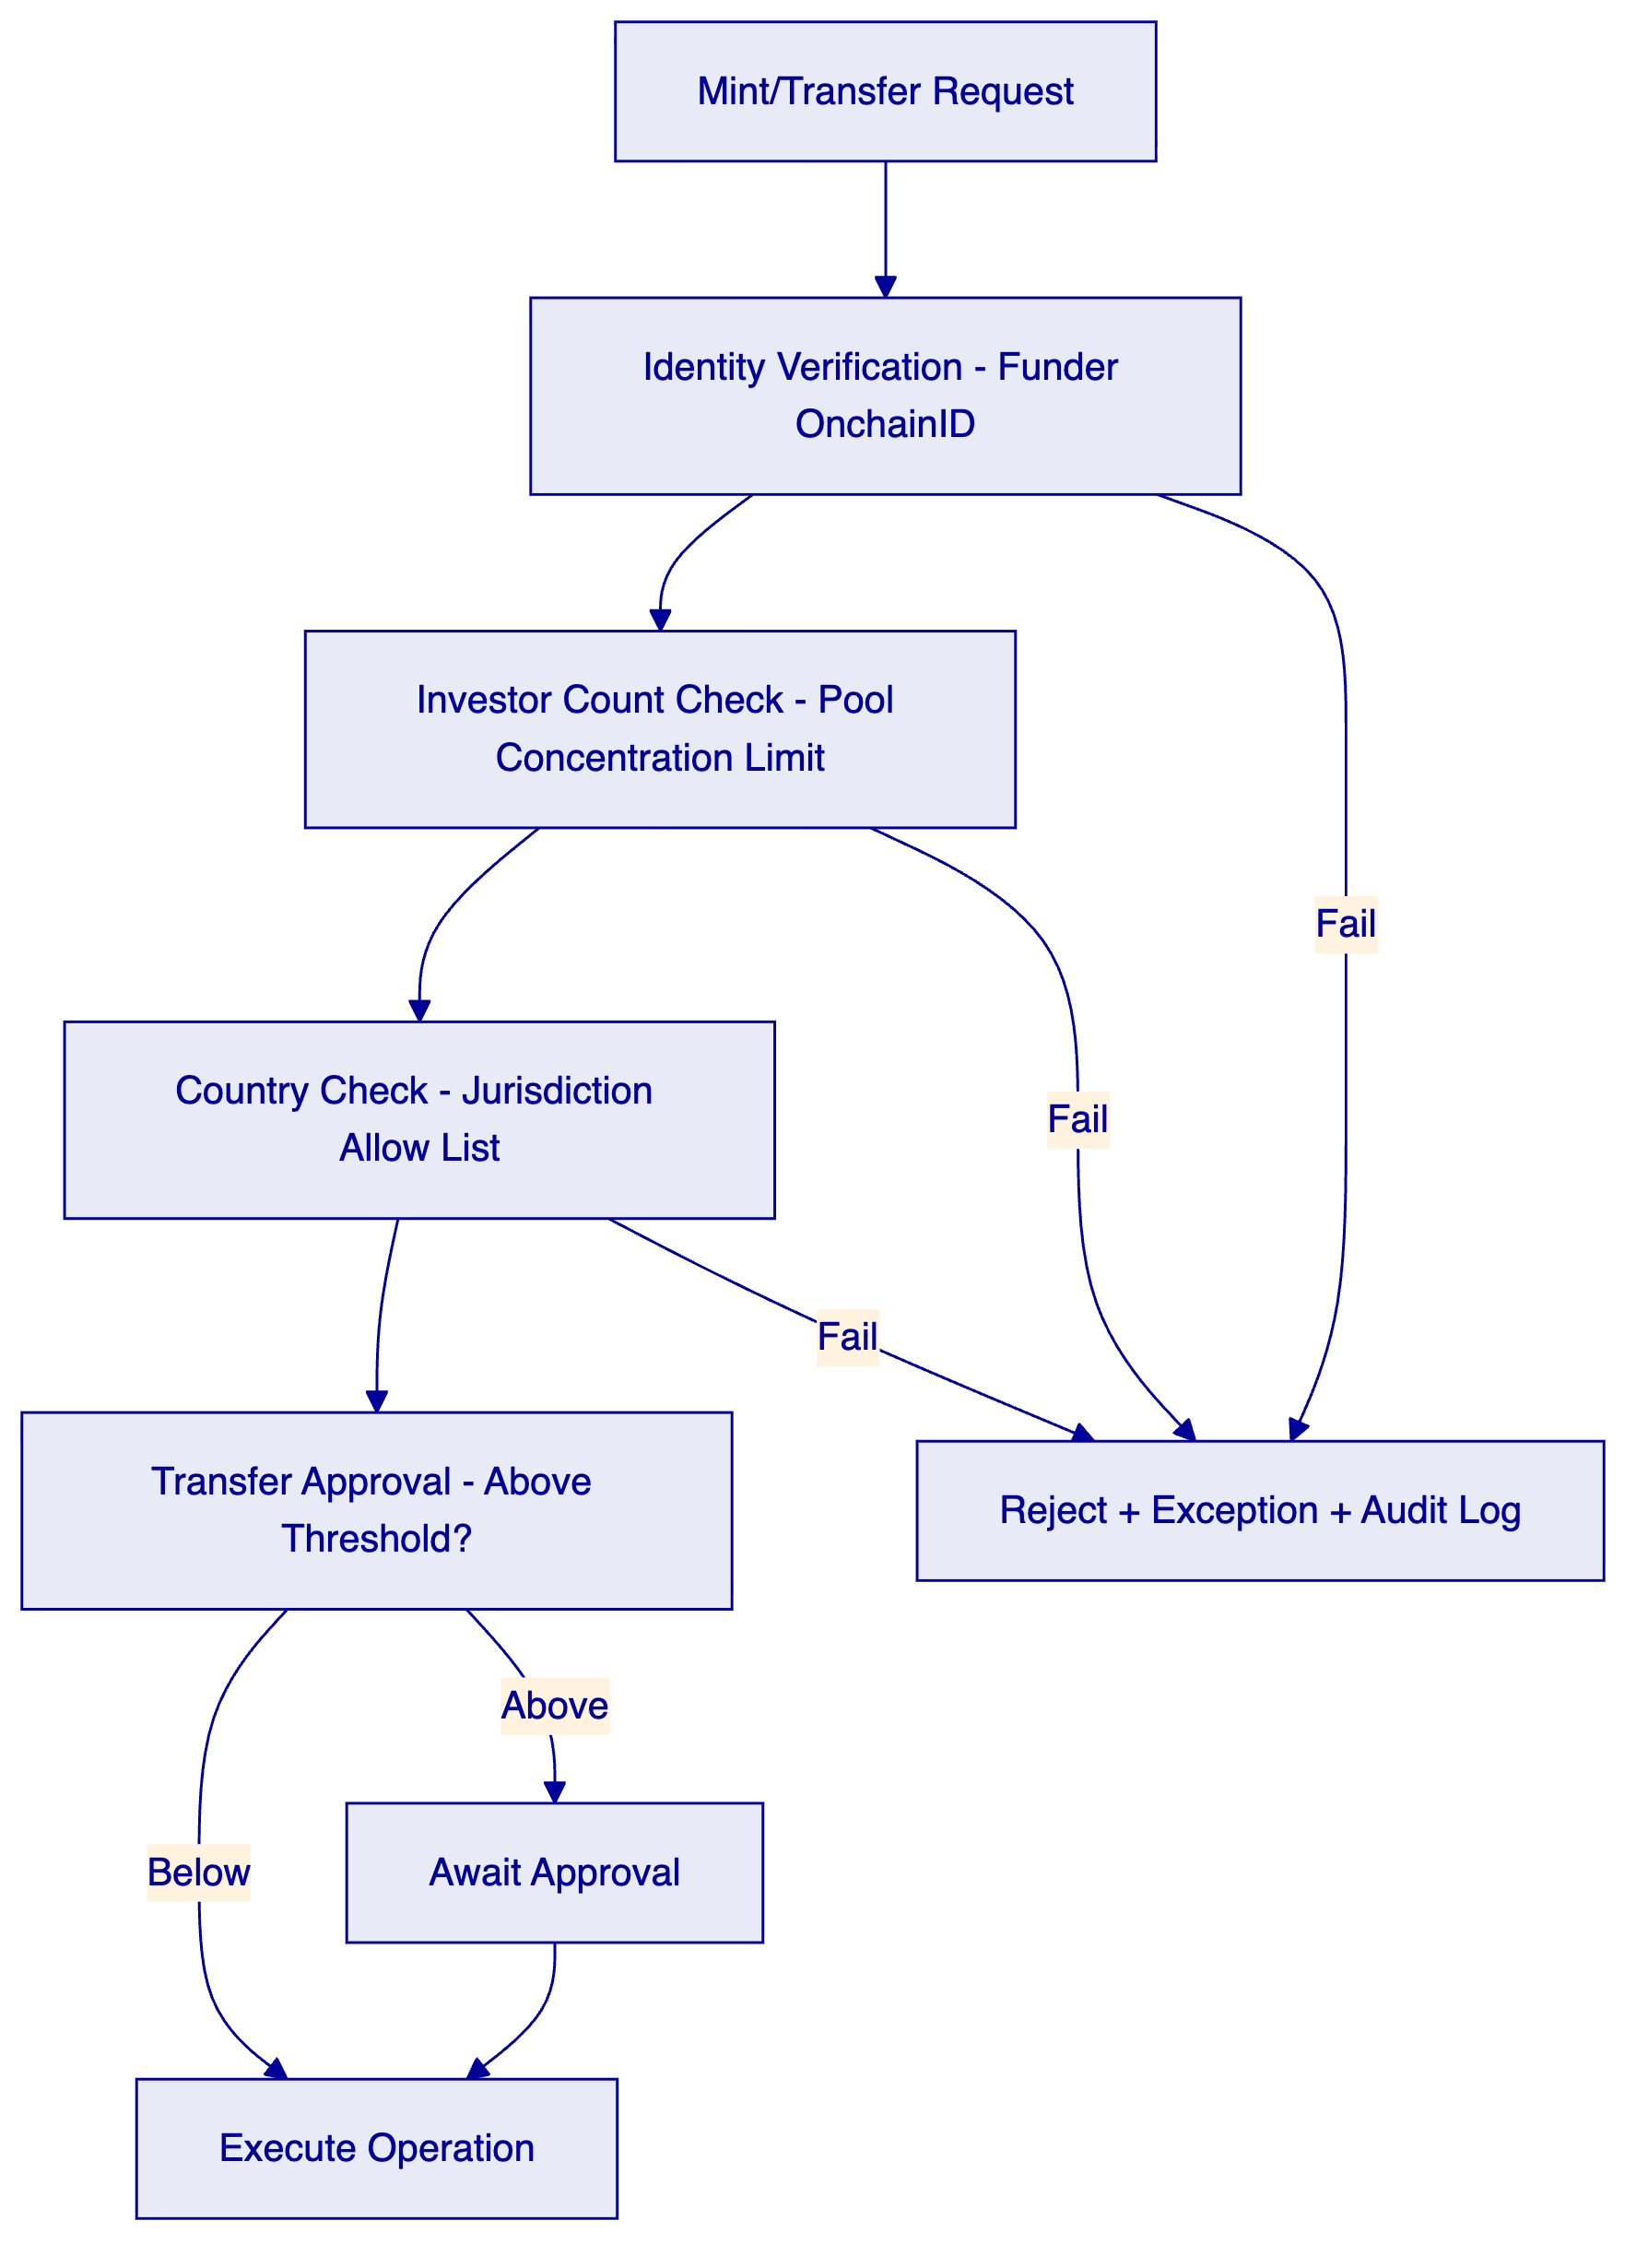 Mint/Transfer Request
Identity Verification - Funder
OnchainID
Investor Count Check - Pool
Concentration Limit
Fail
Country Check - Jurisdiction
Allow List
Fail
Fail
Transfer Approval - Above
Threshold?
Reject + Exception + Audit Log
Above
Below
Await Approval
Execute Operation